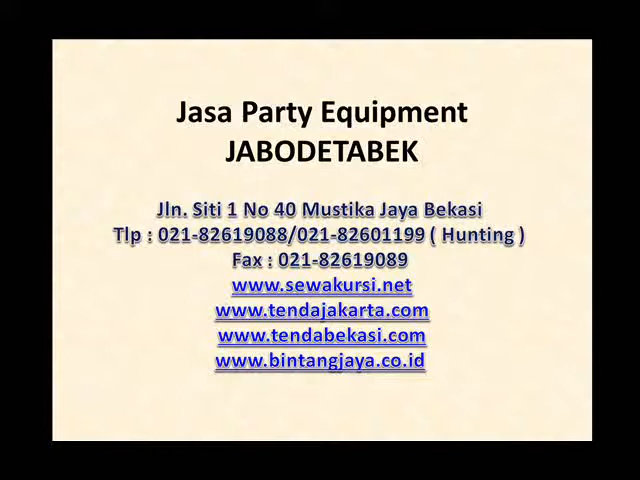 Jasa Party Equipment
JABODETABEK
Jln. Siti 1 No 40 Mustika Jaya Bekasi
Tlp : 021-82619088/021-82601199 ( Hunting )
Fax : 021-82619089
www.sewakursi.net
www.tendajakarta.com
www.tendabekasi.com
www.bintangjaya.co.id